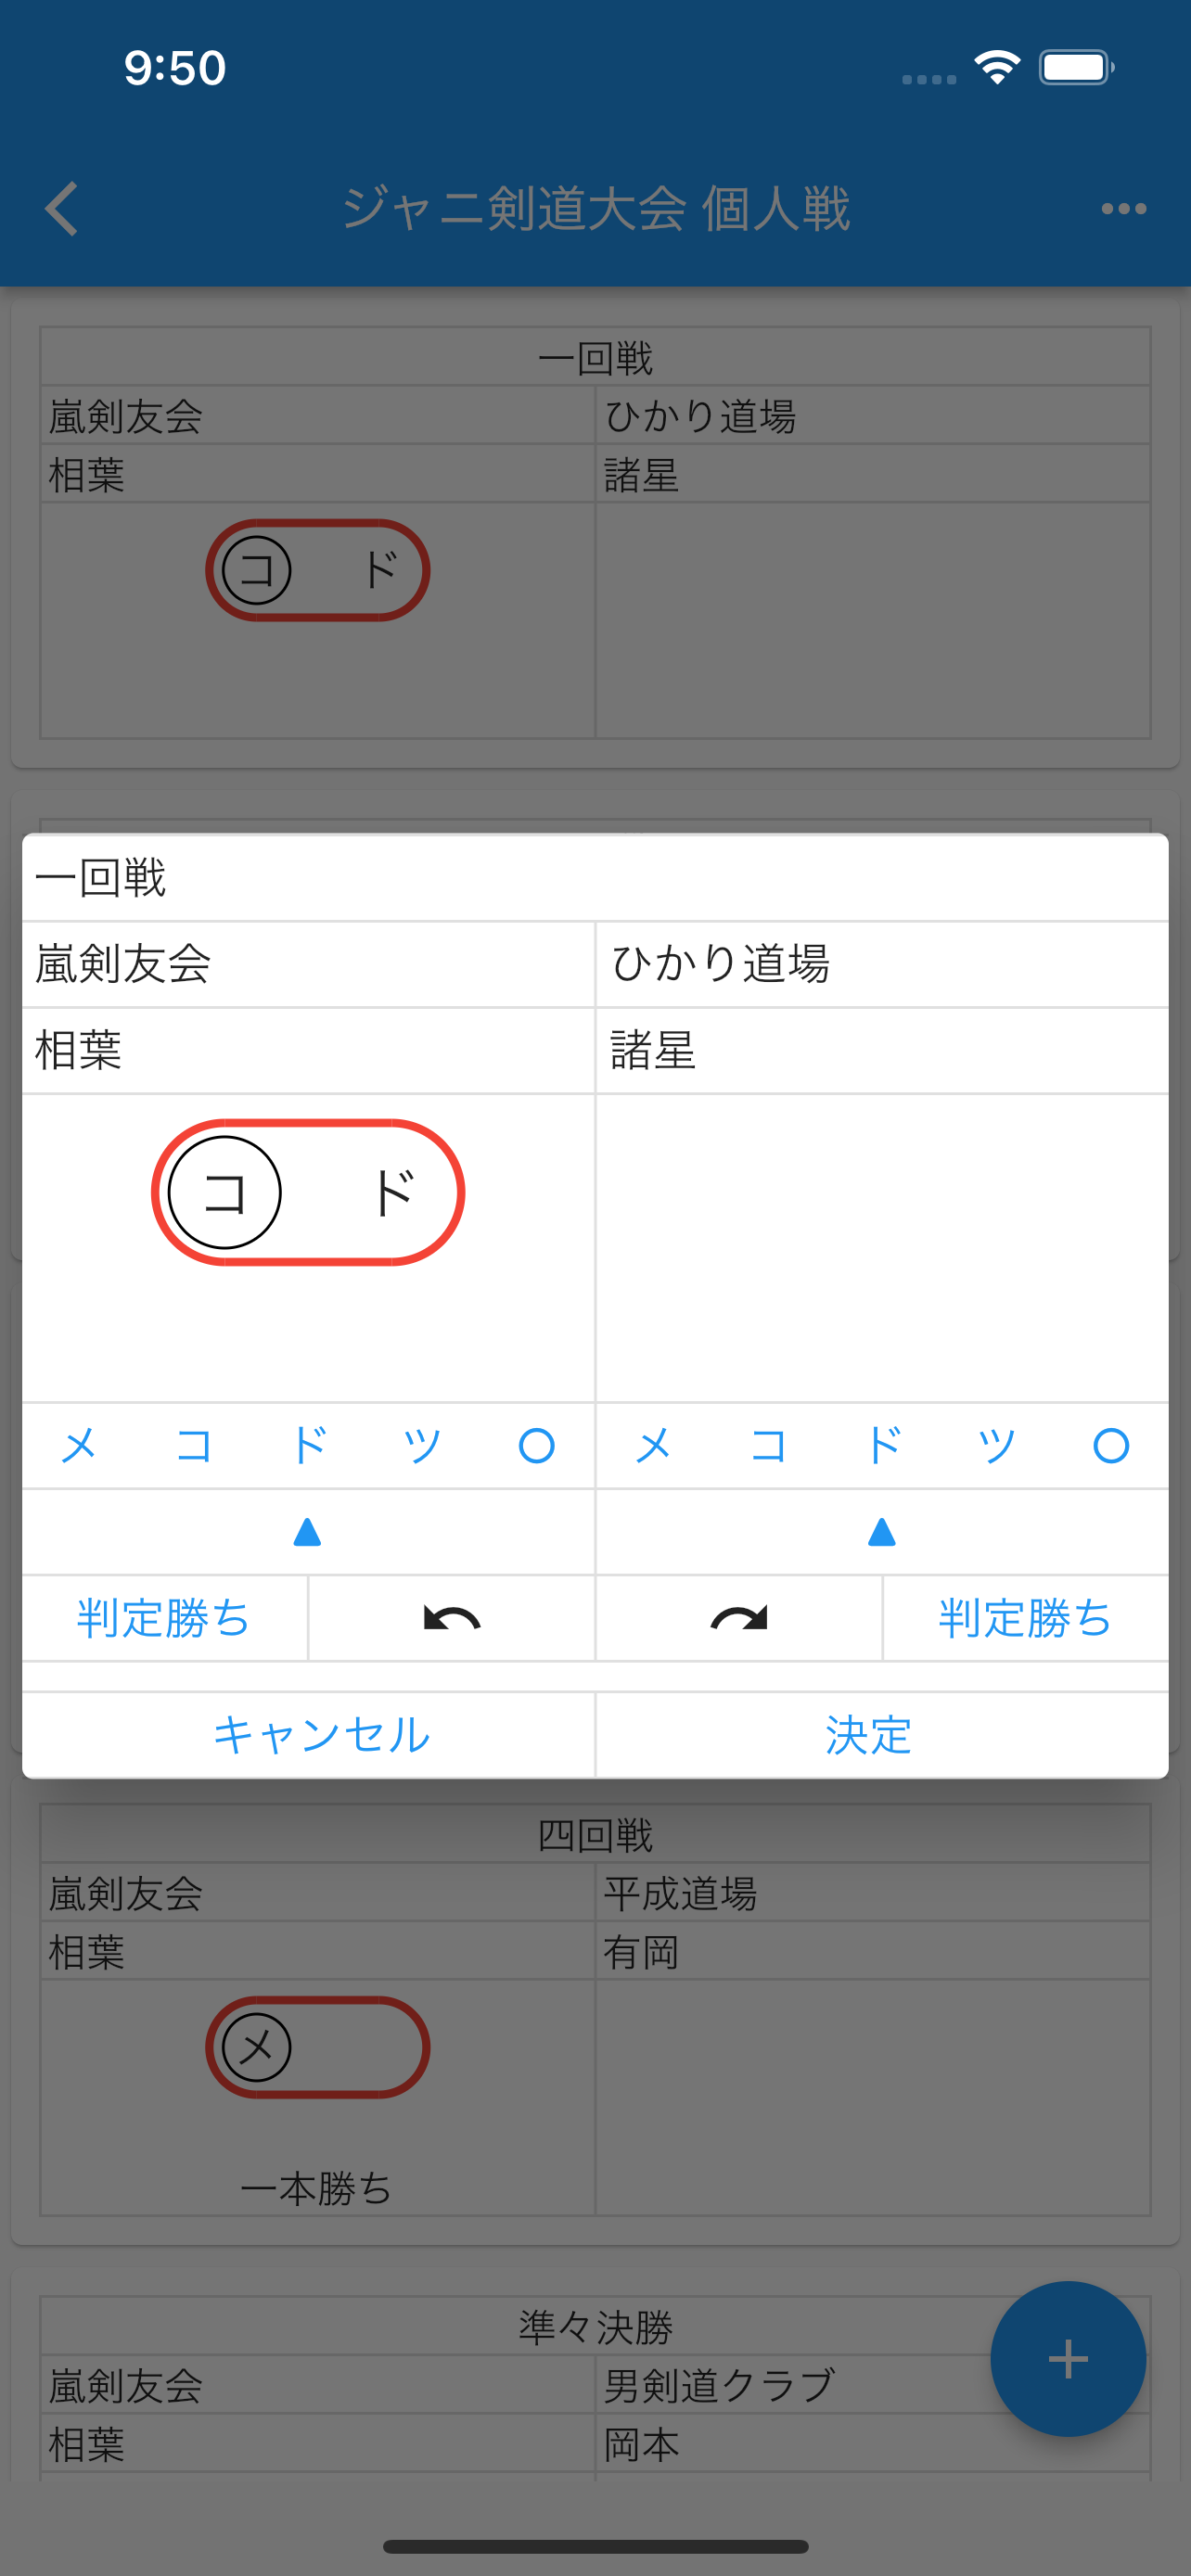 9:50
ジャニ剣道大会 個人戦
一回戦
嵐剣友会 ひかり道場
相葉 諸星
コ ド
一回戦
嵐剣友会 ひかり道場
相葉 諸星
コ ド
メ コ ド ツ ○ メ コ ド ツ ○
▲ ▲
判定勝ち 判定勝ち
キャンセル 決定
四回戦
嵐剣友会 平成道場
相葉 有岡
メ
一本勝ち
準々決勝
嵐剣友会 男剣道クラブ
相葉 岡本